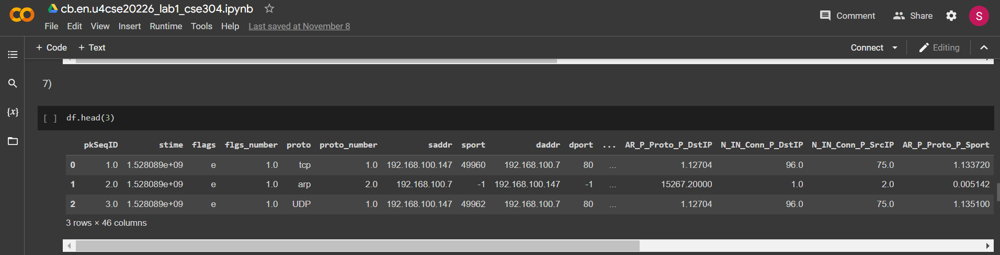 cb.en.u4cse20226_lab1_cse304.ipynb
File Edit View Insert Runtime Tools Help Last saved at November 8
Comment Share S
+ Code + Text
Connect Editing
7)
{x}
[ ] df.head(3)
pkSeqID stime flags flgs_number proto proto_number saddr sport daddr dport ... AR_P_Proto_P_DstIP N_IN_Conn_P_DstIP N_IN_Conn_P_SrcIP AR_P_Proto_P_Sport
0 1.0 1.528089e+09 e 1.0 tcp 1.0 192.168.100.147 49960 192.168.100.7 80 ... 1.12704 96.0 75.0 1.133720
1 2.0 1.528089e+09 e 1.0 arp 2.0 192.168.100.7 -1 192.168.100.147 -1 ... 15267.20000 1.0 2.0 0.005142
2 3.0 1.528089e+09 e 1.0 UDP 1.0 192.168.100.147 49962 192.168.100.7 80 ... 1.12704 96.0 75.0 1.135100
3 rows × 46 columns